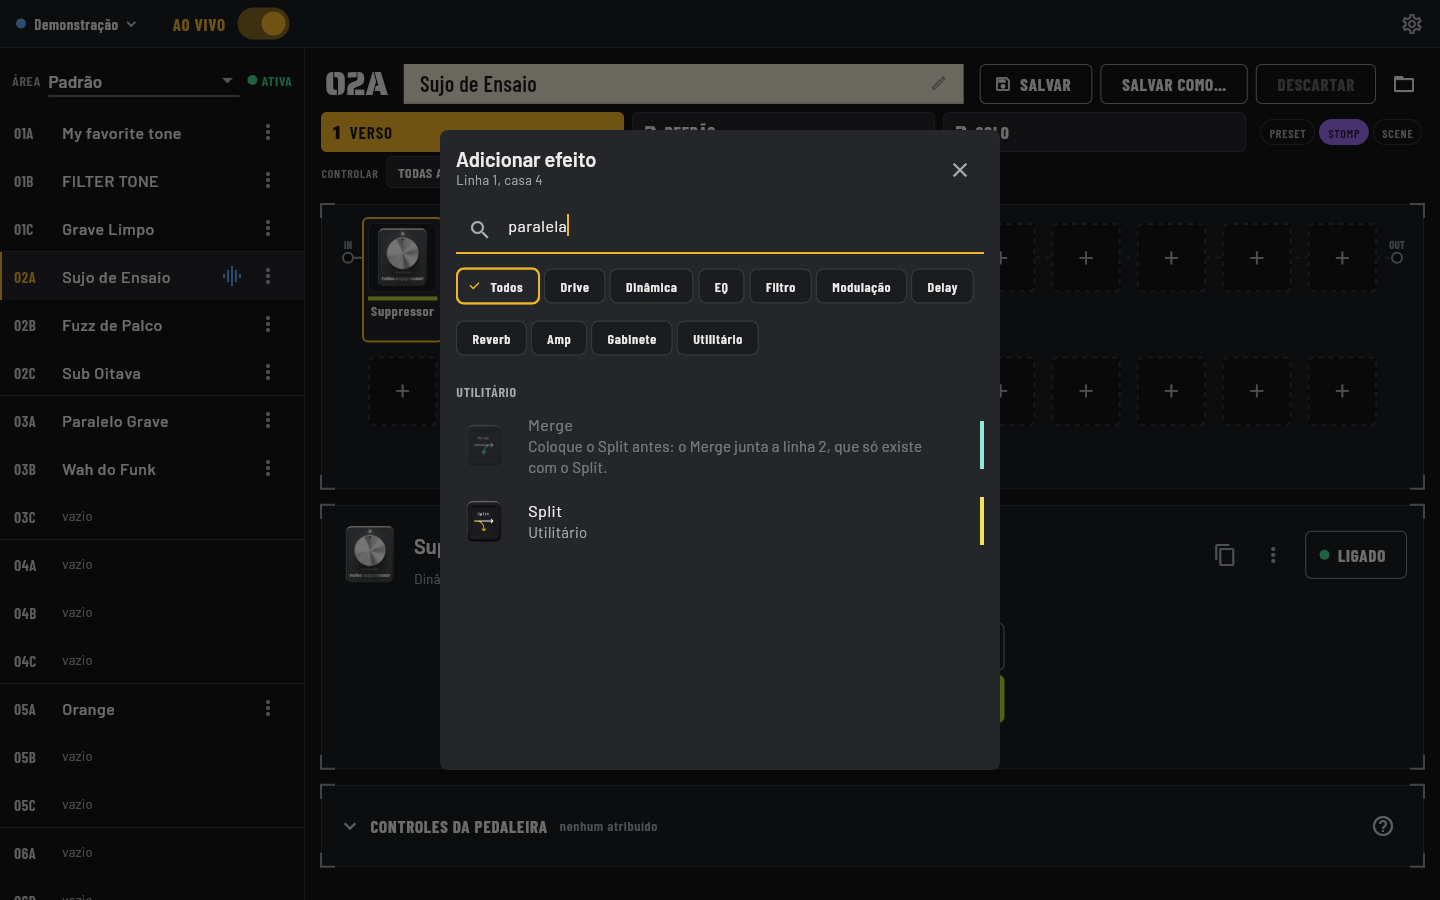 Demonstração
AO VIVO
ÁREA Padrão ATIVA
01A My favorite tone
01B FILTER TONE
01C Grave Limpo
02A Sujo de Ensaio
02B Fuzz de Palco
02C Sub Oitava
03A Paralelo Grave
03B Wah do Funk
03C vazio
04A vazio
04B vazio
04C vazio
05A Orange
05B vazio
05C vazio
06A vazio
02A Sujo de Ensaio
SALVAR
SALVAR COMO...
DESCARTAR
1 VERSO
PRESET
STOMP
SCENE
CONTROLAR
IN
Suppressor
OUT
Adicionar efeito
Linha 1, casa 4
paralela
Todos
Drive
Dinâmica
EQ
Filtro
Modulação
Delay
Reverb
Amp
Gabinete
Utilitário
UTILITÁRIO
Merge
Coloque o Split antes: o Merge junta a linha 2, que só existe
com o Split.
Split
Utilitário
LIGADO
CONTROLES DA PEDALEIRA nenhum atribuído